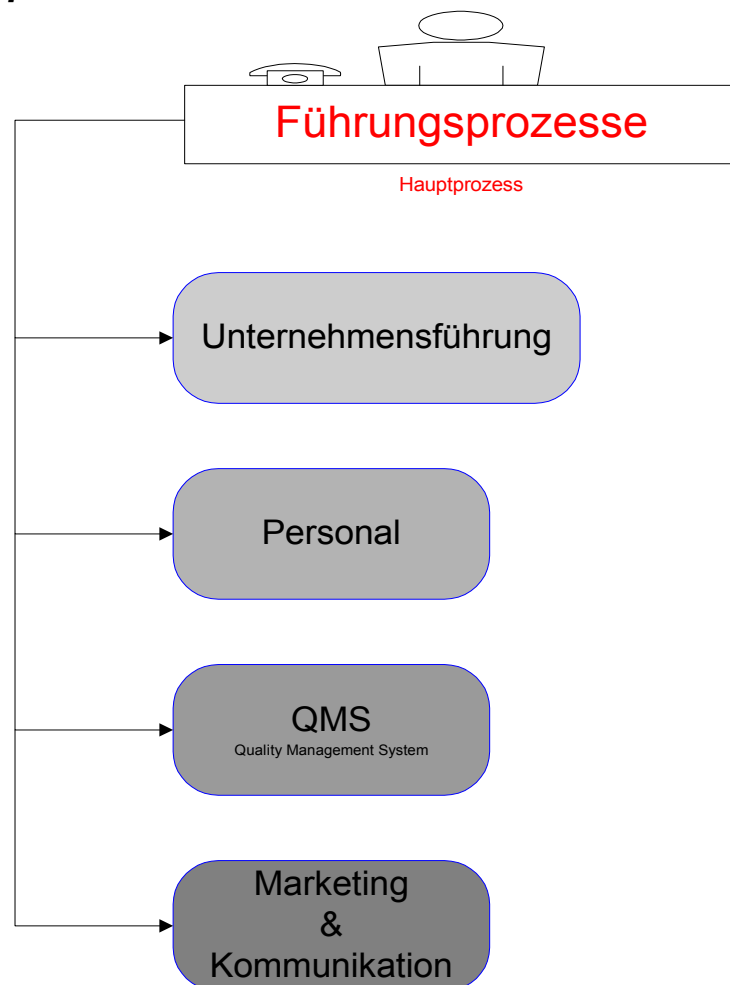 Führungsprozesse
Hauptprozess
Unternehmensführung
Personal
QMS
Quality Management System
Marketing
&
Kommunikation